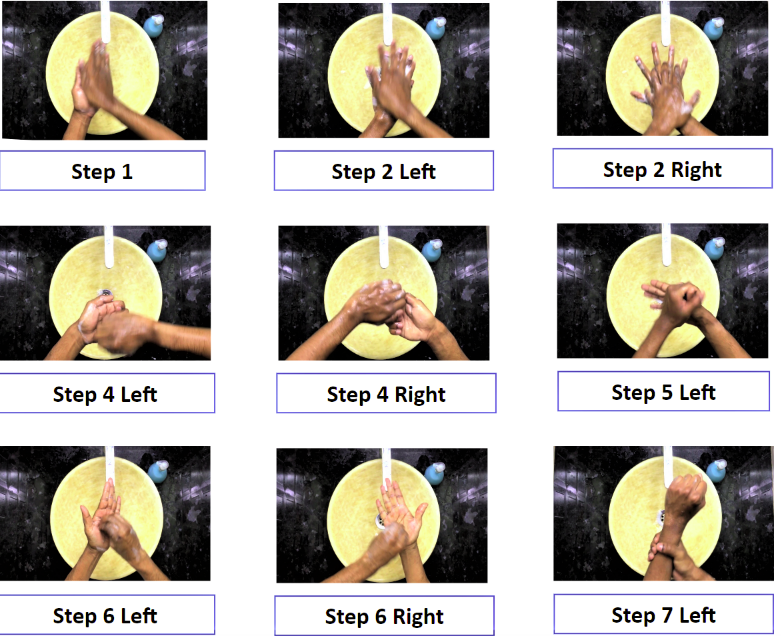 Step 1
Step 2 Left
Step 2 Right
Step 4 Left
Step 4 Right
Step 5 Left
Step 6 Left
Step 6 Right
Step 7 Left